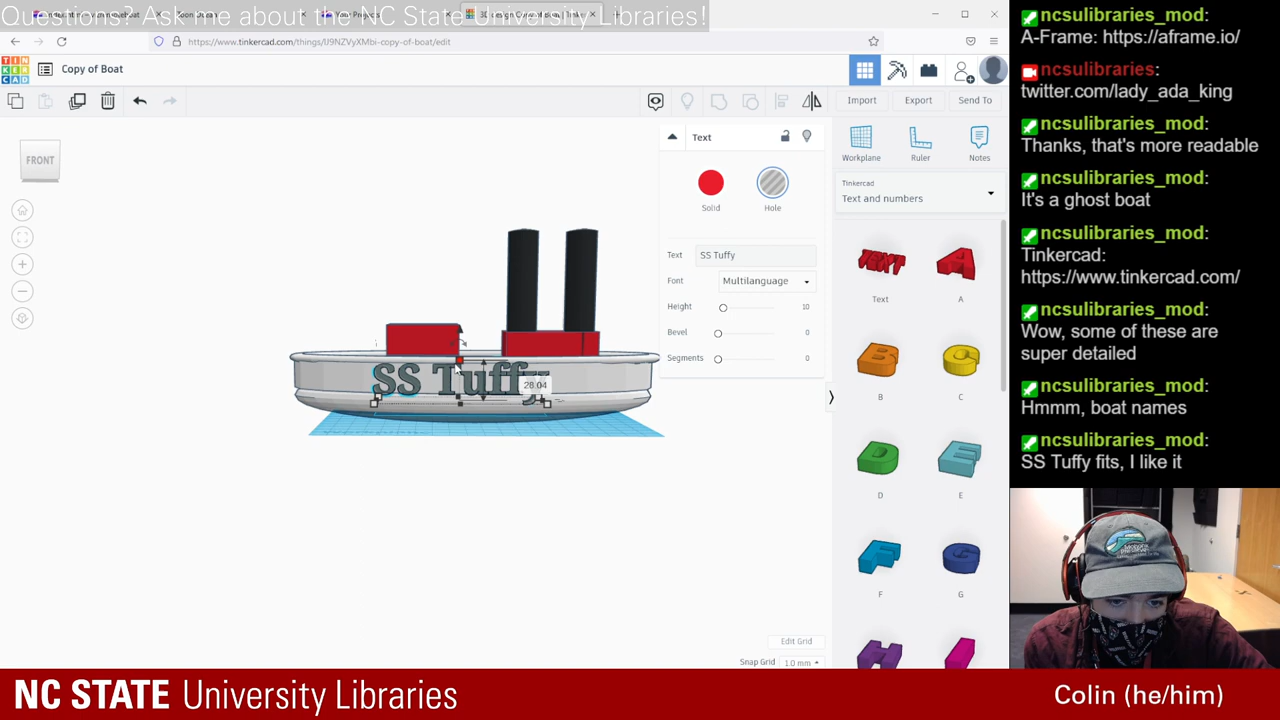 Questions? Ask me about the NC State University Libraries!
https://www.tinkercad.com/things/lJ9NZVyXMbi-copy-of-boat/edit
TIN
KER
CAD
Copy of Boat
Import
Export
Send To
FRONT
Text
Solid
Hole
Text
SS Tuffy
Font
Multilanguage
Height
10
Bevel
0
Segments
0
Workplane
Ruler
Notes
Tinkercad
Text and numbers
TEXT
A
Text
A
B
C
B
C
D
E
D
E
F
G
F
G
SS Tuffy
28.04
Edit Grid
Snap Grid
1.0 mm
ncsulibraries_mod:
A-Frame: https://aframe.io/
ncsulibraries:
twitter.com/lady_ada_king
ncsulibraries_mod:
Thanks, that's more readable
ncsulibraries_mod:
It's a ghost boat
ncsulibraries_mod:
Tinkercad:
https://www.tinkercad.com/
ncsulibraries_mod:
Wow, some of these are
super detailed
ncsulibraries_mod:
Hmmm, boat names
ncsulibraries_mod:
SS Tuffy fits, I like it
NC STATE University Libraries
Colin (he/him)